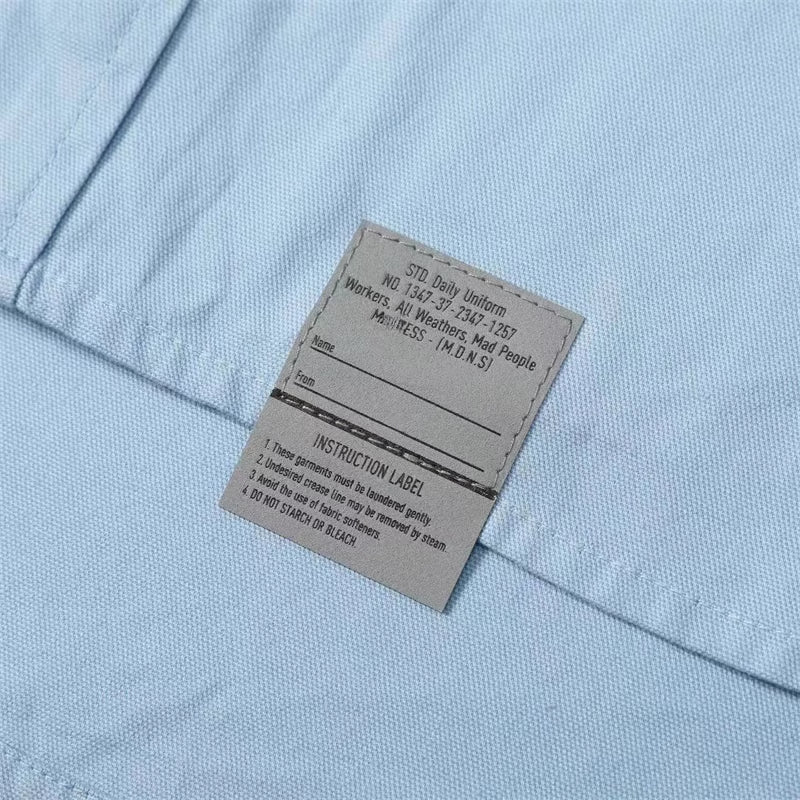 STD. Daily Uniform
NO. 1347-37-2347-1257
Workers, All Weathers, Mad People
- (M.D.N.S)
Name
From
INSTRUCTION LABEL
1. These garments must be laundered gently.
2. Undesired crease line may be removed by steam.
3. Avoid the use of fabric softeners.
4. DO NOT STARCH OR BLEACH.